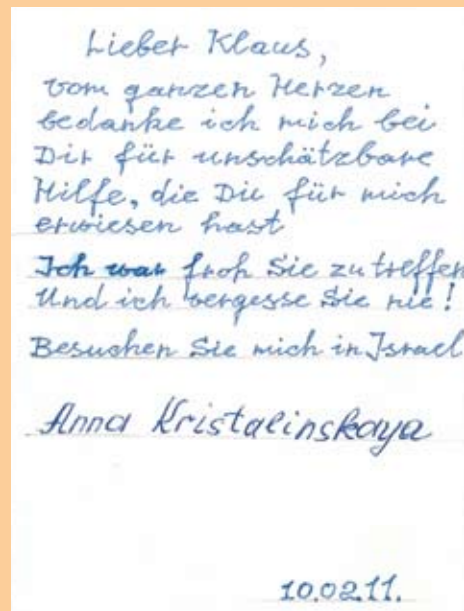 Lieber Klaus,
vom ganzen Herzen
bedanke ich mich bei
Dir für unschätzbare
Hilfe, die Du für mich
erwiesen hast
Ich war froh Sie zu treffen
Und ich vergesse Sie nie!
Besuchen Sie mich in Israel
Anna Kristalinskaya
10.02.11.